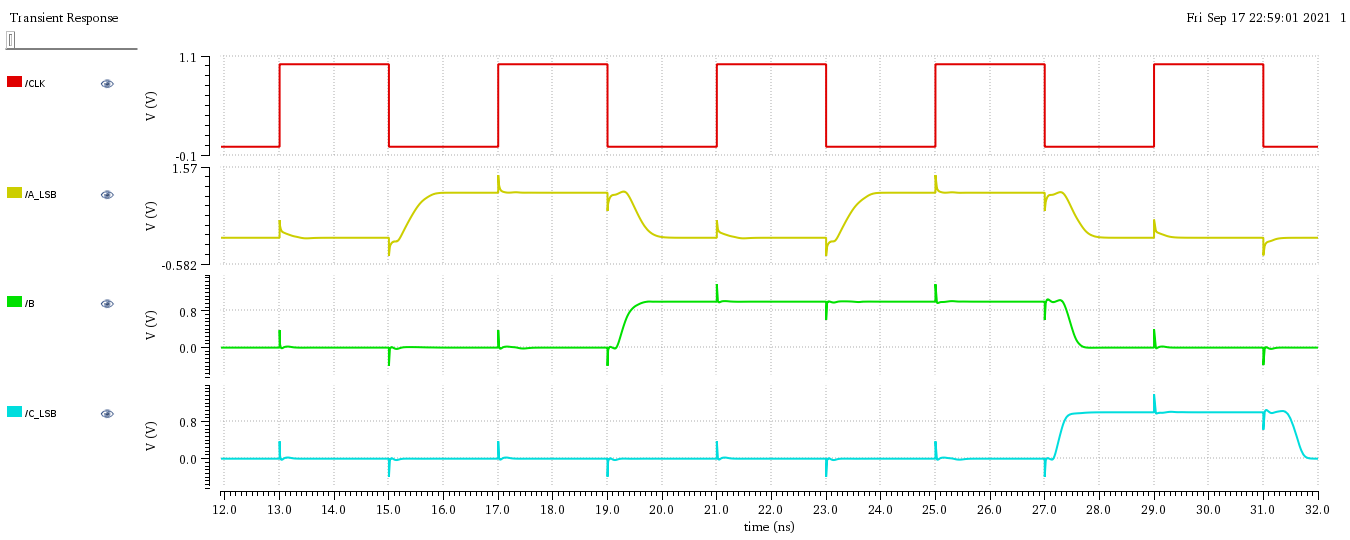 Transient Response
Fri Sep 17 22:59:01 2021 1
/CLK
V (V)
1.1
-0.1
/A_LSB
V (V)
1.57
-0.582
/B
V (V)
0.8
0.0
/C_LSB
V (V)
0.8
0.0
12.0 13.0 14.0 15.0 16.0 17.0 18.0 19.0 20.0 21.0 22.0 23.0 24.0 25.0 26.0 27.0 28.0 29.0 30.0 31.0 32.0
time (ns)